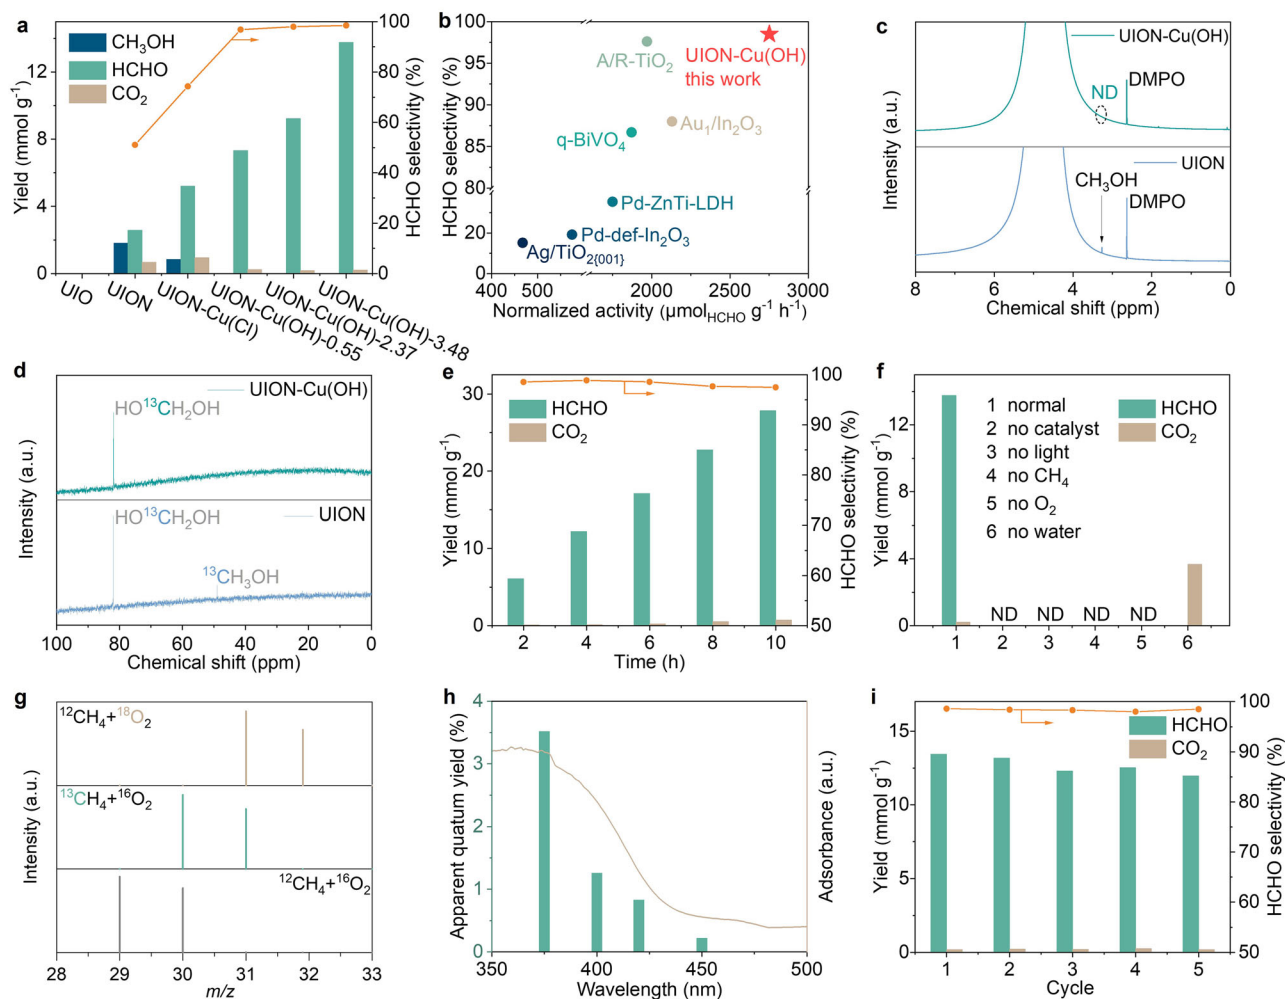 a
CH₃OH
HCHO
CO₂
Yield (mmol g⁻¹)
14
12
10
8
6
4
2
0
HCHO selectivity (%)
100
80
60
40
20
0
UIO
UION
UION-Cu(Cl)
UION-Cu(OH)-0.55
UION-Cu(OH)-2.37
UION-Cu(OH)-3.48
b
HCHO selectivity (%)
100
95
90
85
80
20
0
A/R-TiO₂
UION-Cu(OH)
this work
Au₁/In₂O₃
q-BiVO₄
Pd-ZnTi-LDH
Pd-def-In₂O₃
Ag/TiO₂{001}
400 500 2000 3000
Normalized activity (μmol_HCHO g⁻¹ h⁻¹)
c
UION-Cu(OH)
ND
DMPO
UION
CH₃OH
DMPO
Intensity (a.u.)
8 6 4 2 0
Chemical shift (ppm)
d
UION-Cu(OH)
HO¹³CH₂OH
UION
HO¹³CH₂OH
¹³CH₃OH
Intensity (a.u.)
100 80 60 40 20 0
Chemical shift (ppm)
e
HCHO
CO₂
Yield (mmol g⁻¹)
30
20
10
0
HCHO selectivity (%)
100
90
80
70
60
50
2 4 6 8 10
Time (h)
f
1 normal
2 no catalyst
3 no light
4 no CH₄
5 no O₂
6 no water
HCHO
CO₂
Yield (mmol g⁻¹)
12
8
4
0
ND ND ND ND
1 2 3 4 5 6
g
¹²CH₄+¹⁸O₂
¹³CH₄+¹⁶O₂
¹²CH₄+¹⁶O₂
Intensity (a.u.)
28 29 30 31 32 33
m/z
h
Apparent quatum yield (%)
4
3
2
1
0
Adsorbance (a.u.)
350 400 450 500
Wavelength (nm)
i
HCHO
CO₂
Yield (mmol g⁻¹)
15
10
5
0
HCHO selectivity (%)
100
90
80
70
60
50
1 2 3 4 5
Cycle